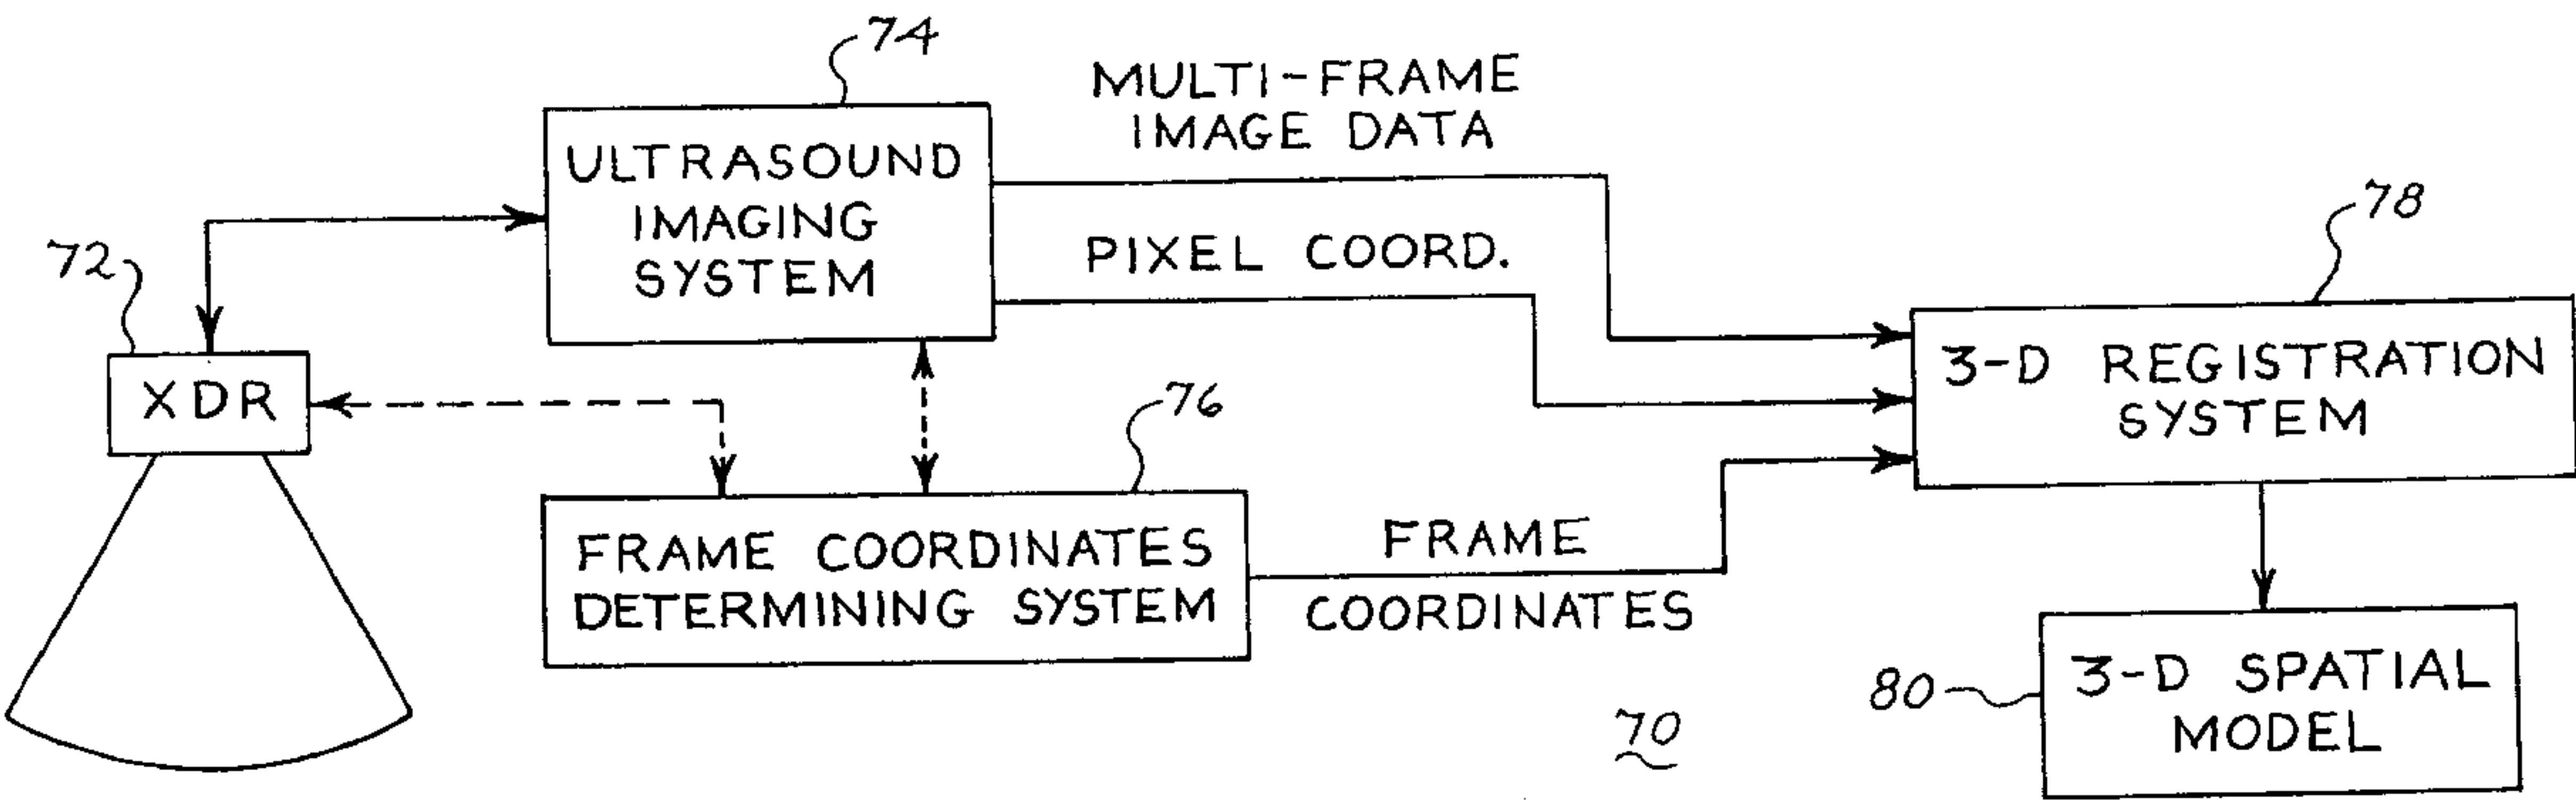 74
MULTI-FRAME
IMAGE DATA
ULTRASOUND
IMAGING
SYSTEM
PIXEL COORD.
78
72
XDR
3-D REGISTRATION
SYSTEM
76
FRAME COORDINATES
DETERMINING SYSTEM
FRAME
COORDINATES
80
3-D SPATIAL
MODEL
70